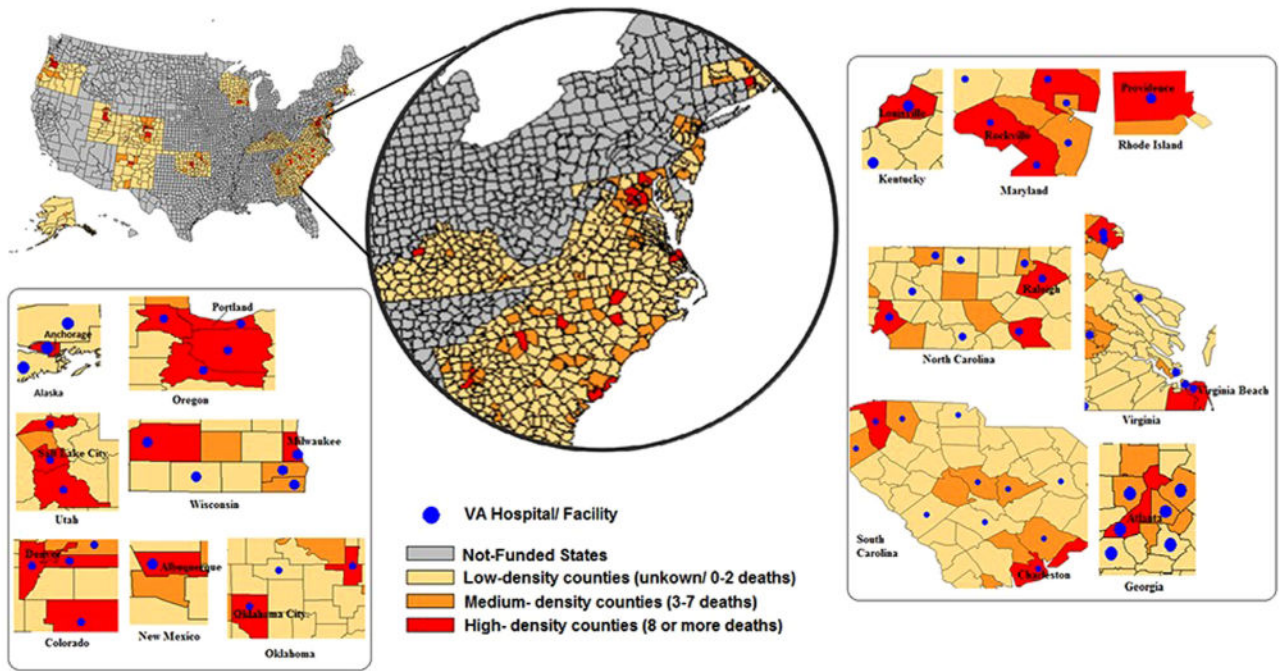 Louisville
Kentucky
Rockville
Maryland
Providence
Rhode Island
Raleigh
North Carolina
Virginia Beach
Virginia
South
Carolina
Charleston
Atlanta
Georgia
Anchorage
Alaska
Portland
Oregon
Salt Lake City
Utah
Milwaukee
Wisconsin
Denver
Colorado
Albuquerque
New Mexico
Oklahoma City
Oklahoma
VA Hospital/ Facility
Not-Funded States
Low-density counties (unkown/ 0-2 deaths)
Medium- density counties (3-7 deaths)
High- density counties (8 or more deaths)